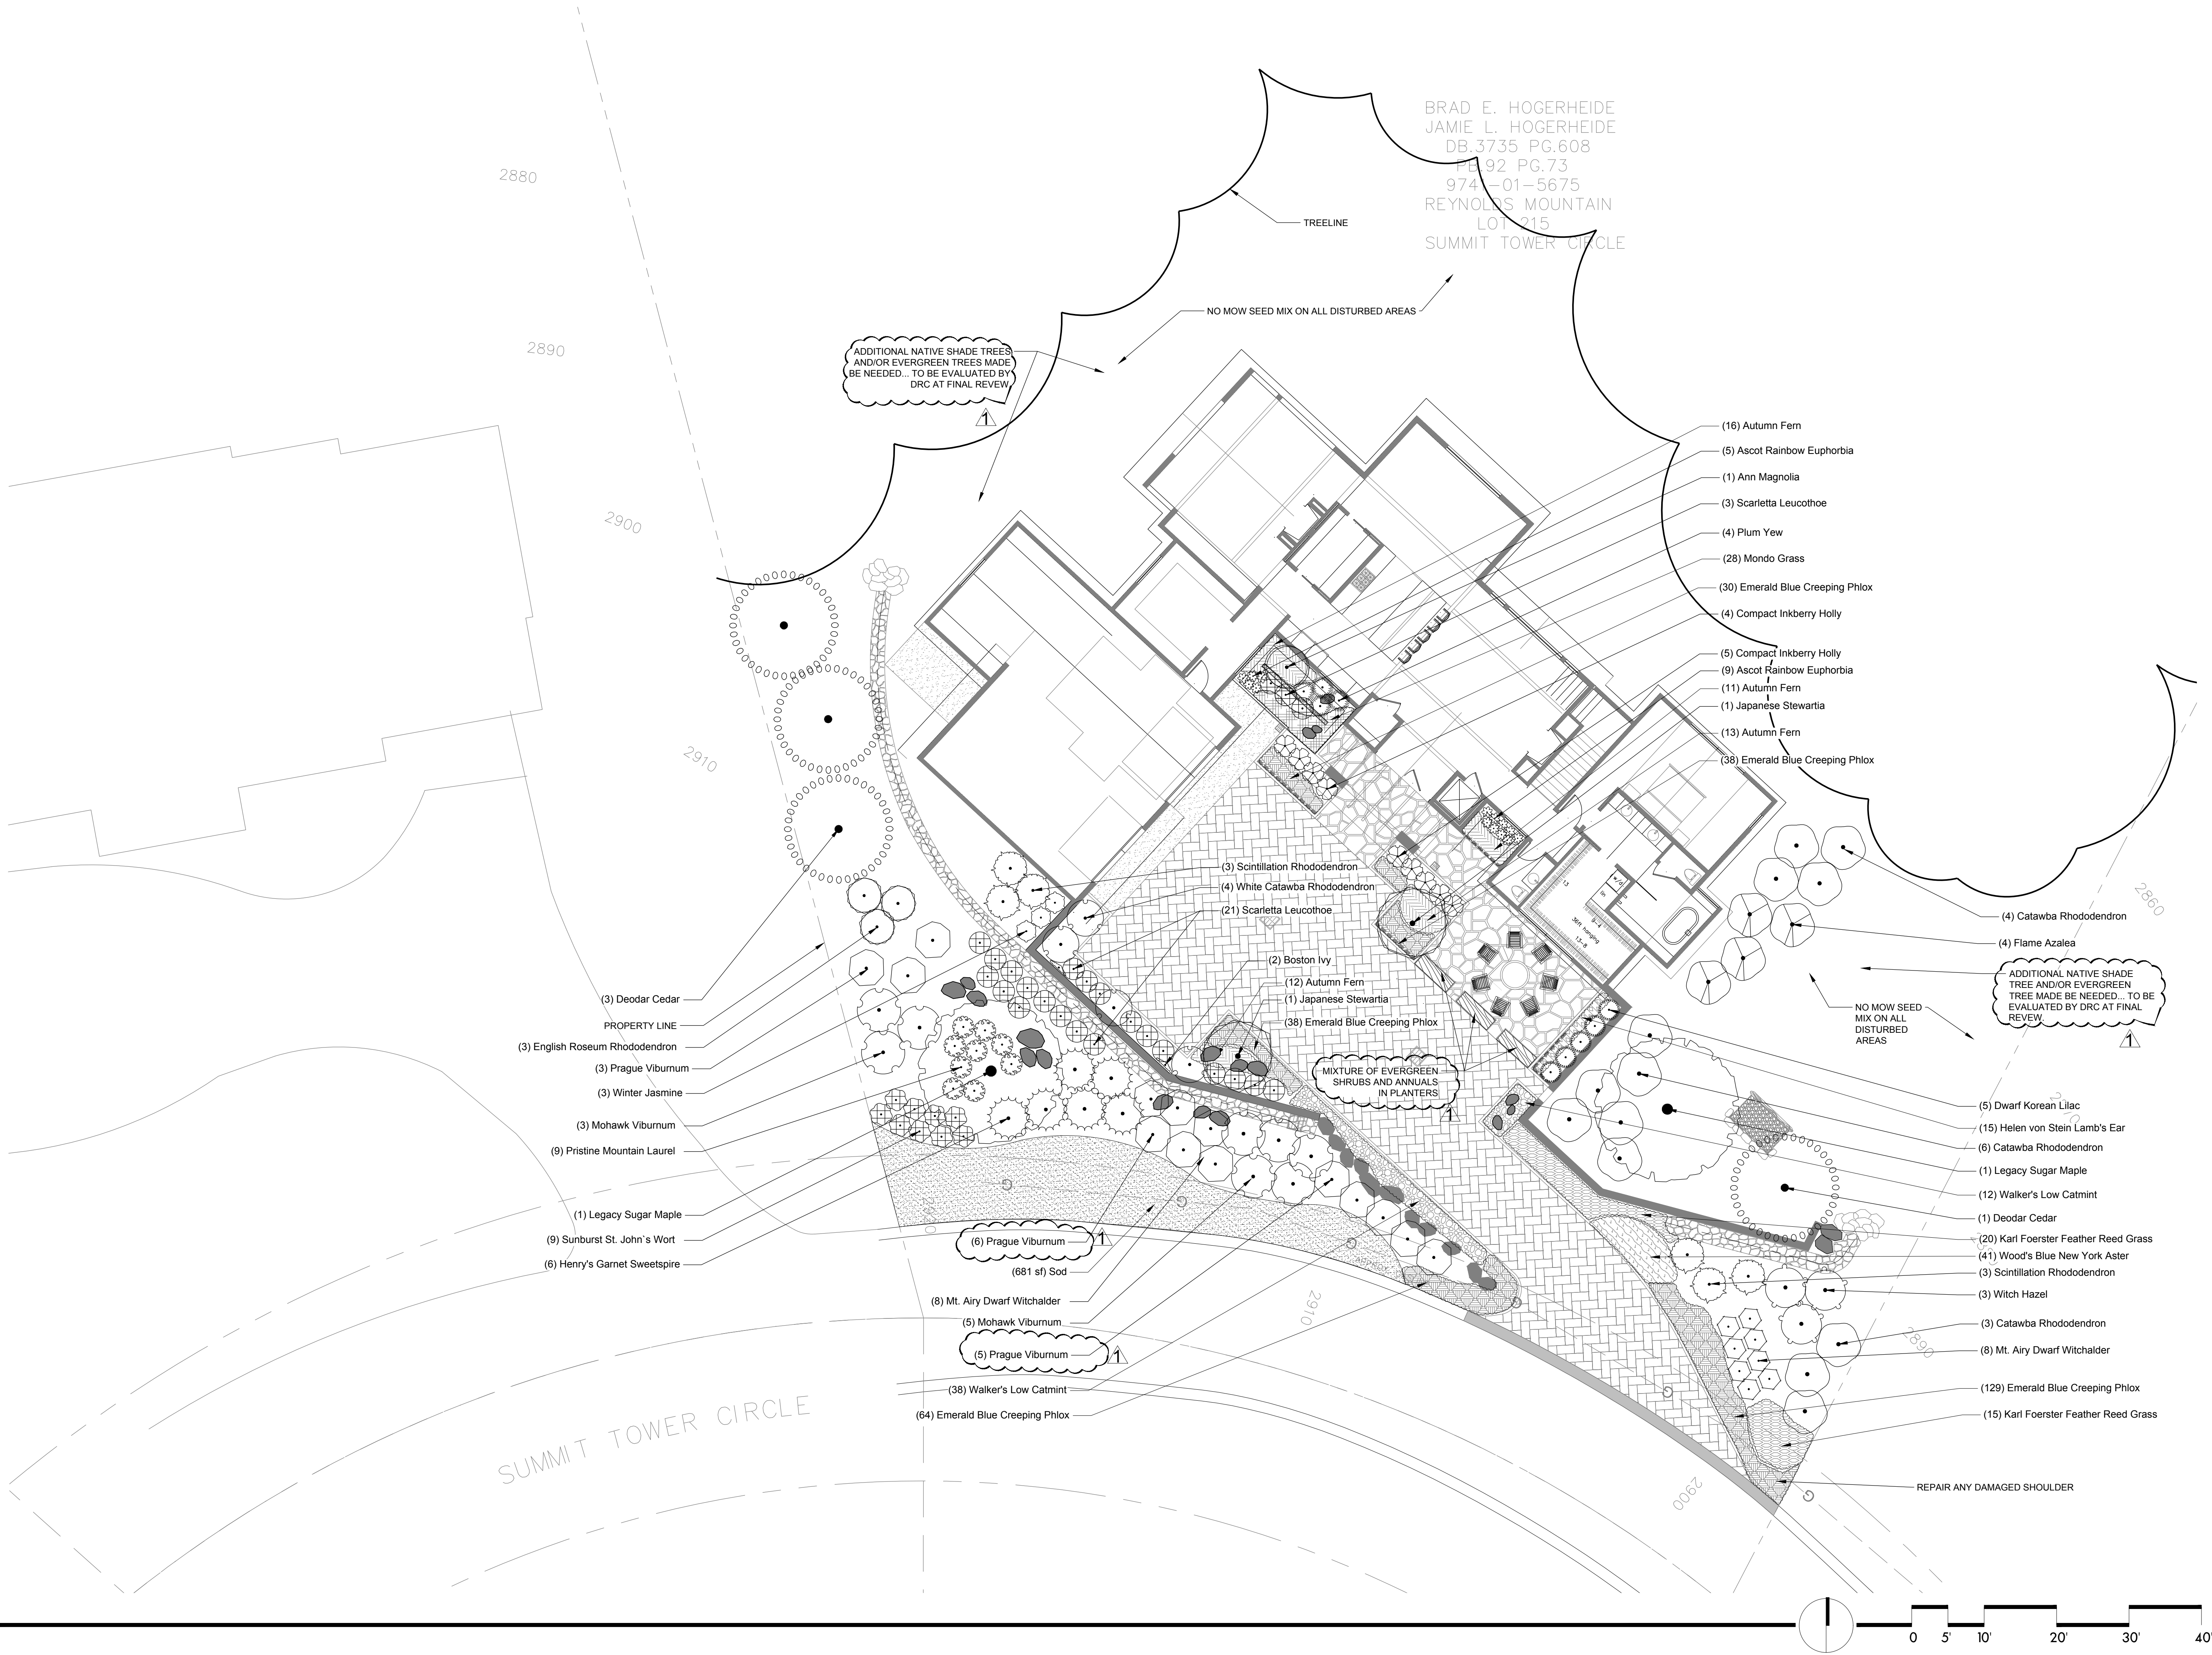 BRAD E. HOGERHEIDE
JAMIE L. HOGERHEIDE
DB.3735 PG.608
PB.92 PG.73
974 -01-5675
REYNOLDS MOUNTAIN
LOT 215
SUMMIT TOWER CIRCLE
2880
TREELINE
NO MOW SEED MIX ON ALL DISTURBED AREAS
2890
ADDITIONAL NATIVE SHADE TREES
AND/OR EVERGREEN TREES MADE
BE NEEDED... TO BE EVALUATED BY
DRC AT FINAL REVEW.
1
2900
2910
(16) Autumn Fern
(5) Ascot Rainbow Euphorbia
(1) Ann Magnolia
(3) Scarletta Leucothoe
(4) Plum Yew
(28) Mondo Grass
(30) Emerald Blue Creeping Phlox
(4) Compact Inkberry Holly
(5) Compact Inkberry Holly
(9) Ascot Rainbow Euphorbia
(11) Autumn Fern
(1) Japanese Stewartia
(13) Autumn Fern
(38) Emerald Blue Creeping Phlox
(3) Scintillation Rhododendron
(4) White Catawba Rhododendron
(21) Scarletta Leucothoe
(2) Boston Ivy
(12) Autumn Fern
(1) Japanese Stewartia
(38) Emerald Blue Creeping Phlox
MIXTURE OF EVERGREEN
SHRUBS AND ANNUALS
IN PLANTERS
1
13
36ft hanging
13-8
9-4
8
2860
(4) Catawba Rhododendron
(4) Flame Azalea
ADDITIONAL NATIVE SHADE
TREE AND/OR EVERGREEN
TREE MADE BE NEEDED... TO BE
EVALUATED BY DRC AT FINAL
REVEW.
1
NO MOW SEED
MIX ON ALL
DISTURBED
AREAS
(3) Deodar Cedar
PROPERTY LINE
(3) English Roseum Rhododendron
(3) Prague Viburnum
(3) Winter Jasmine
(3) Mohawk Viburnum
(9) Pristine Mountain Laurel
(1) Legacy Sugar Maple
(9) Sunburst St. John`s Wort
(6) Henry's Garnet Sweetspire
(6) Prague Viburnum
1
(681 sf) Sod
(8) Mt. Airy Dwarf Witchalder
(5) Mohawk Viburnum
(5) Prague Viburnum
1
(38) Walker's Low Catmint
(64) Emerald Blue Creeping Phlox
(5) Dwarf Korean Lilac
(15) Helen von Stein Lamb's Ear
(6) Catawba Rhododendron
(1) Legacy Sugar Maple
(12) Walker's Low Catmint
(1) Deodar Cedar
(20) Karl Foerster Feather Reed Grass
(41) Wood's Blue New York Aster
(3) Scintillation Rhododendron
(3) Witch Hazel
(3) Catawba Rhododendron
(8) Mt. Airy Dwarf Witchalder
(129) Emerald Blue Creeping Phlox
(15) Karl Foerster Feather Reed Grass
REPAIR ANY DAMAGED SHOULDER
2910
2890
2900
G
G
G
G
G
G
SUMMIT TOWER CIRCLE
0 5' 10' 20' 30' 40'